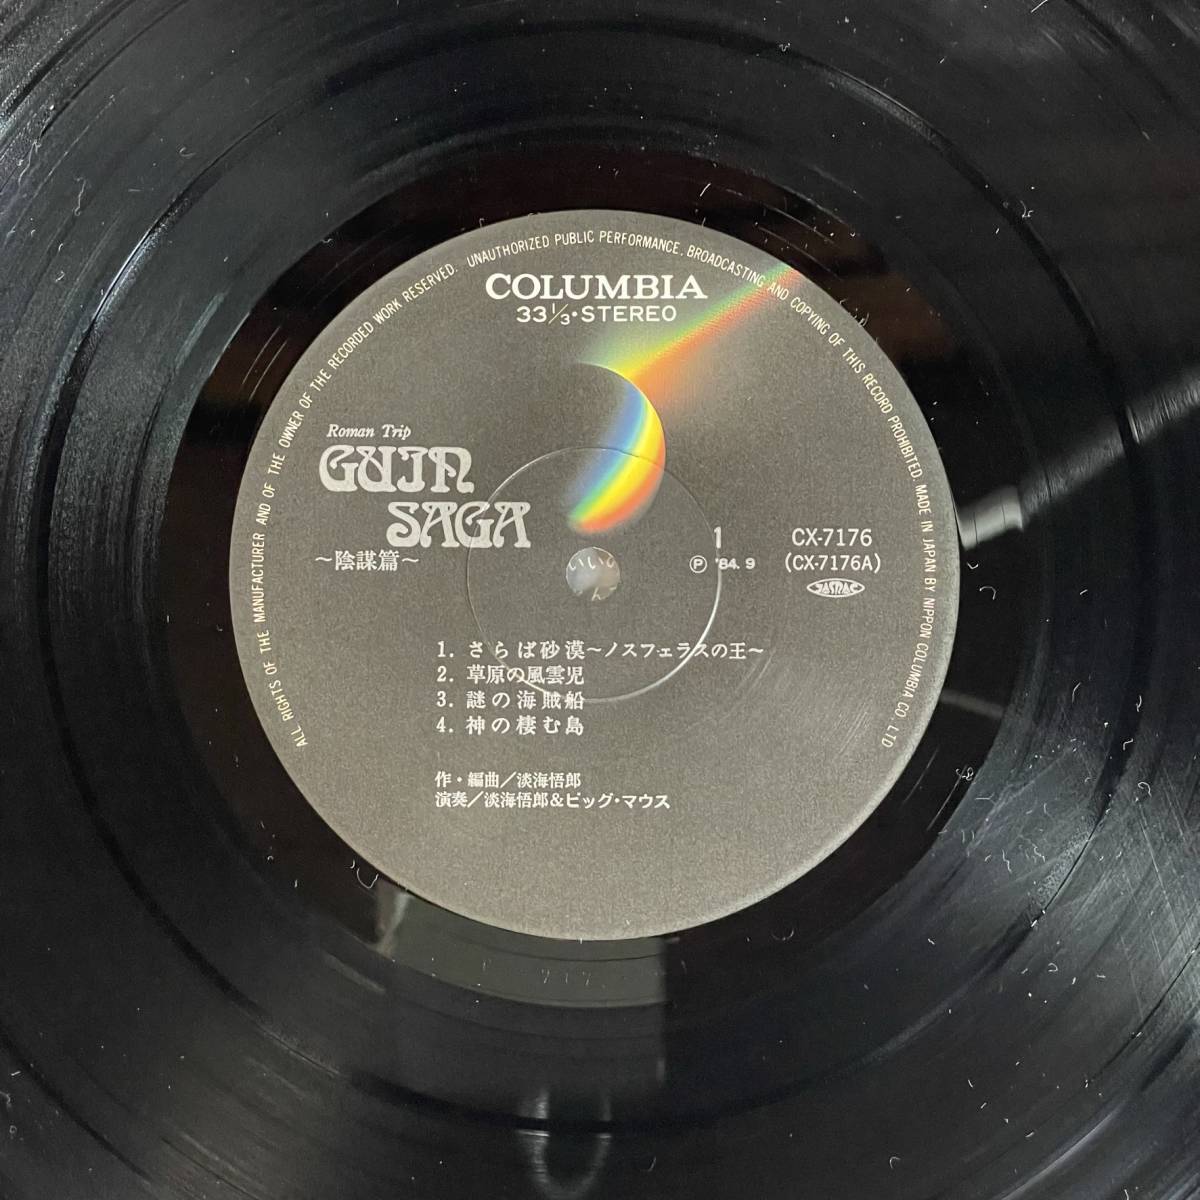 ALL RIGHTS OF THE MANUFACTURER AND OF THE OWNER OF THE RECORDED WORK RESERVED. UNAUTHORIZED PUBLIC PERFORMANCE, BROADCASTING AND COPYING OF THIS RECORD PROHIBITED. MADE IN JAPAN BY NIPPON COLUMBIA CO. LTD
COLUMBIA
33⅓・STEREO
Roman Trip
GUIN
SAGA
〜陰謀篇〜
1
CX-7176
Ⓟ '84. 9
(CX-7176A)
JASRAC
1. さらば砂漠〜ノスフェラスの王〜
2. 草原の風雲児
3. 謎の海賊船
4. 神の棲む島
作・編曲／淡海悟郎
演奏／淡海悟郎&ビッグ・マウス